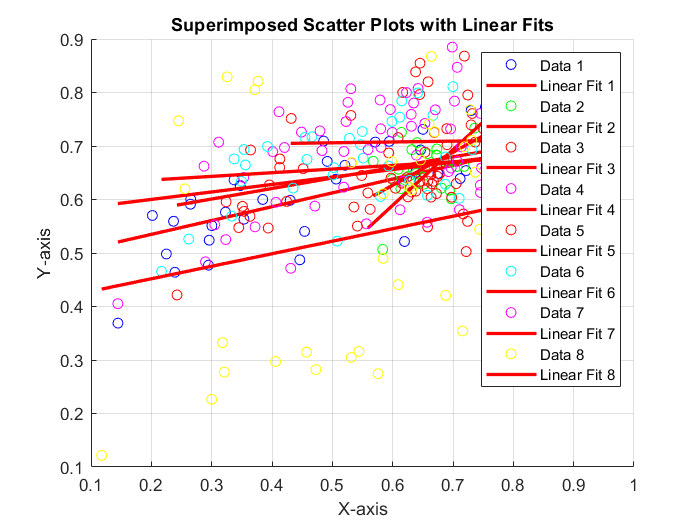 Superimposed Scatter Plots with Linear Fits
0.9
0.8
0.7
0.6
0.5
0.4
0.3
0.2
0.1
Y-axis
Data 1
Linear Fit 1
Data 2
Linear Fit 2
Data 3
Linear Fit 3
Data 4
Linear Fit 4
Data 5
Linear Fit 5
Data 6
Linear Fit 6
Data 7
Linear Fit 7
Data 8
Linear Fit 8
0.1 0.2 0.3 0.4 0.5 0.6 0.7 0.8 0.9 1
X-axis